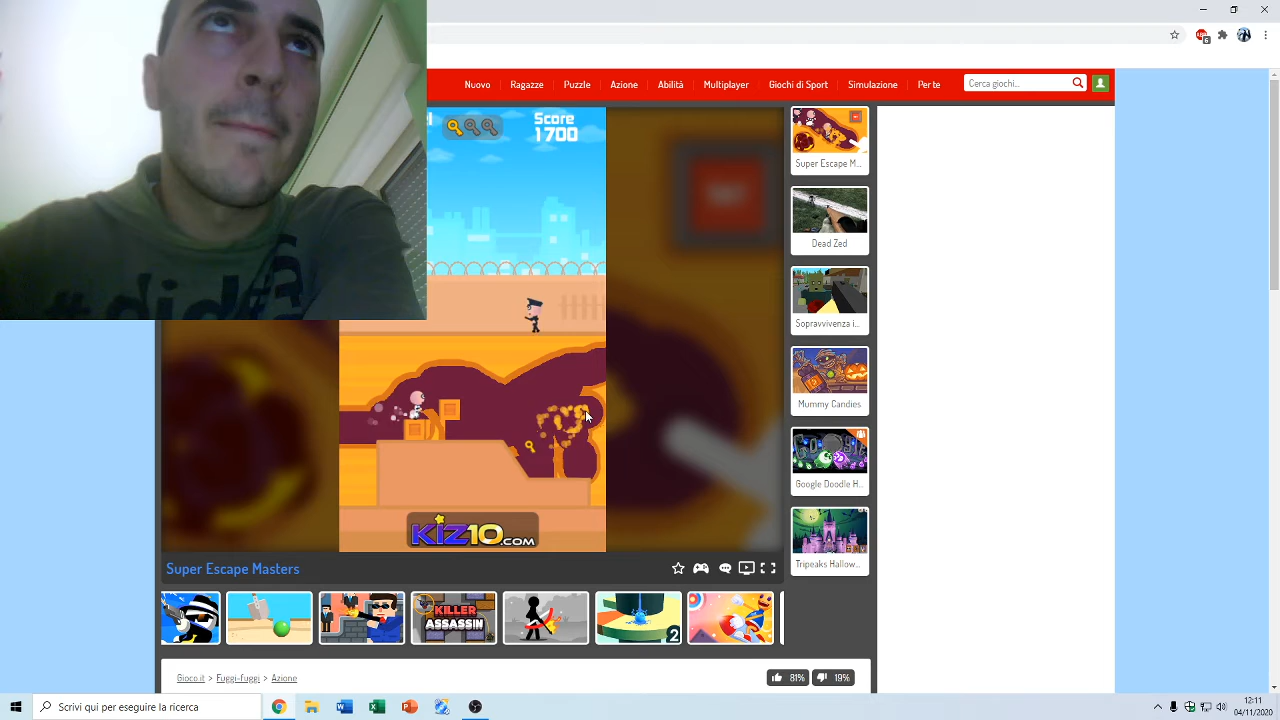 6
Nuovo
Ragazze
Puzzle
Azione
Abilità
Multiplayer
Giochi di Sport
Simulazione
Per te
Cerca giochi...
Score
1700
KIZ10.COM
Super Escape M...
Dead Zed
Sopravvivenza i...
Mummy Candies
Google Doodle H...
Tripeaks Hallow...
Super Escape Masters
KILLER
ASSASSIN
2
Gioco.it > Fuggi-fuggi > Azione
81%
19%
Scrivi qui per eseguire la ricerca
12:11
04/11/2020